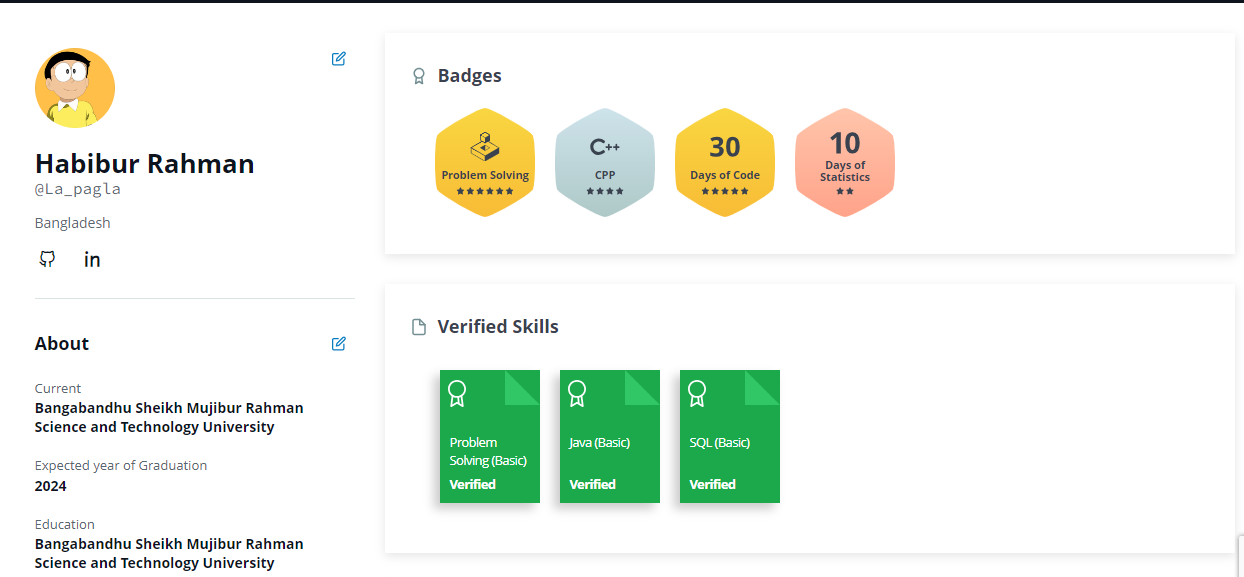 Habibur Rahman
@La_pagla
Bangladesh
in
About
Current
Bangabandhu Sheikh Mujibur Rahman
Science and Technology University
Expected year of Graduation
2024
Education
Bangabandhu Sheikh Mujibur Rahman
Science and Technology University
Badges
Problem Solving
C++
CPP
30
Days of Code
10
Days of
Statistics
Verified Skills
Problem
Solving (Basic)
Verified
Java (Basic)
Verified
SQL (Basic)
Verified